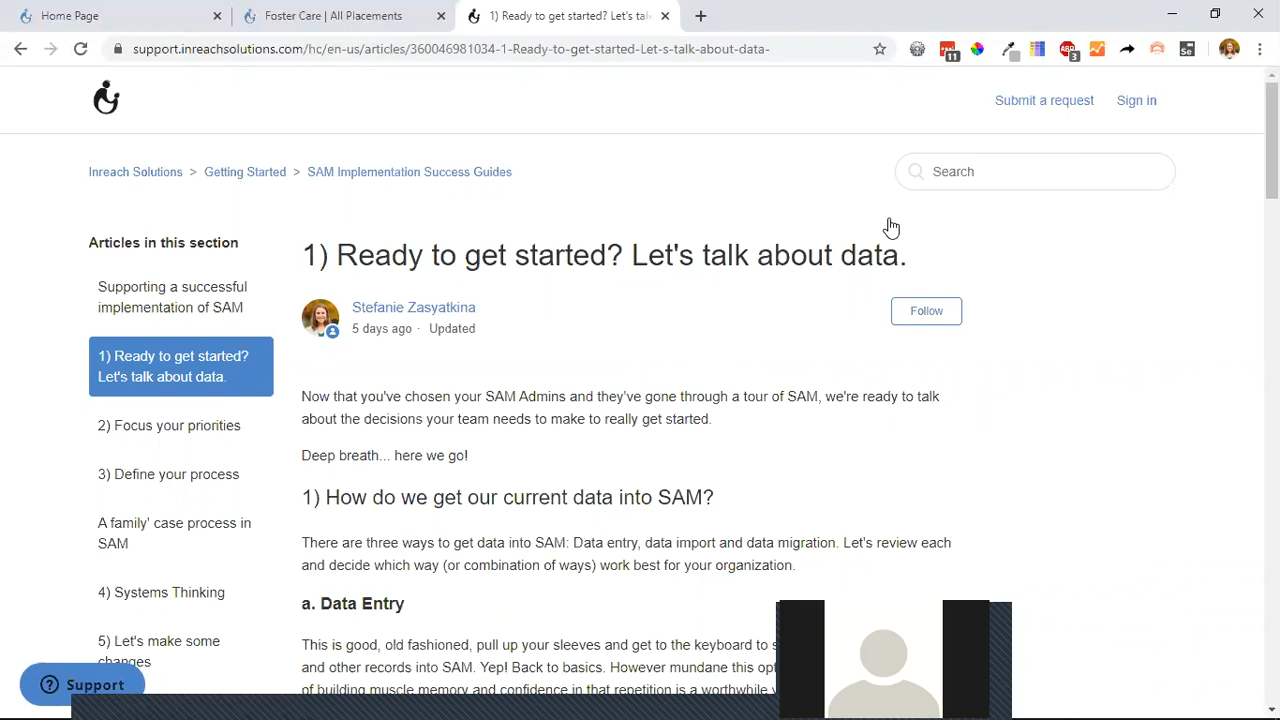 Home Page
Foster Care | All Placements
1) Ready to get started? Let's tal
support.inreachsolutions.com/hc/en-us/articles/360046981034-1-Ready-to-get-started-Let-s-talk-about-data-
11
3
Se
Submit a request
Sign in
Inreach Solutions > Getting Started > SAM Implementation Success Guides
Search
Articles in this section
Supporting a successful
implementation of SAM
1) Ready to get started?
Let's talk about data.
2) Focus your priorities
3) Define your process
A family' case process in
SAM
4) Systems Thinking
5) Let's make some
changes
Support
1) Ready to get started? Let's talk about data.
Stefanie Zasyatkina
5 days ago · Updated
Follow
Now that you've chosen your SAM Admins and they've gone through a tour of SAM, we're ready to talk
about the decisions your team needs to make to really get started.
Deep breath... here we go!
1) How do we get our current data into SAM?
There are three ways to get data into SAM: Data entry, data import and data migration. Let's review each
and decide which way (or combination of ways) work best for your organization.
a. Data Entry
This is good, old fashioned, pull up your sleeves and get to the keyboard to
and other records into SAM. Yep! Back to basics. However mundane this opt
of building muscle memory and confidence in that repetition is a worthwhile